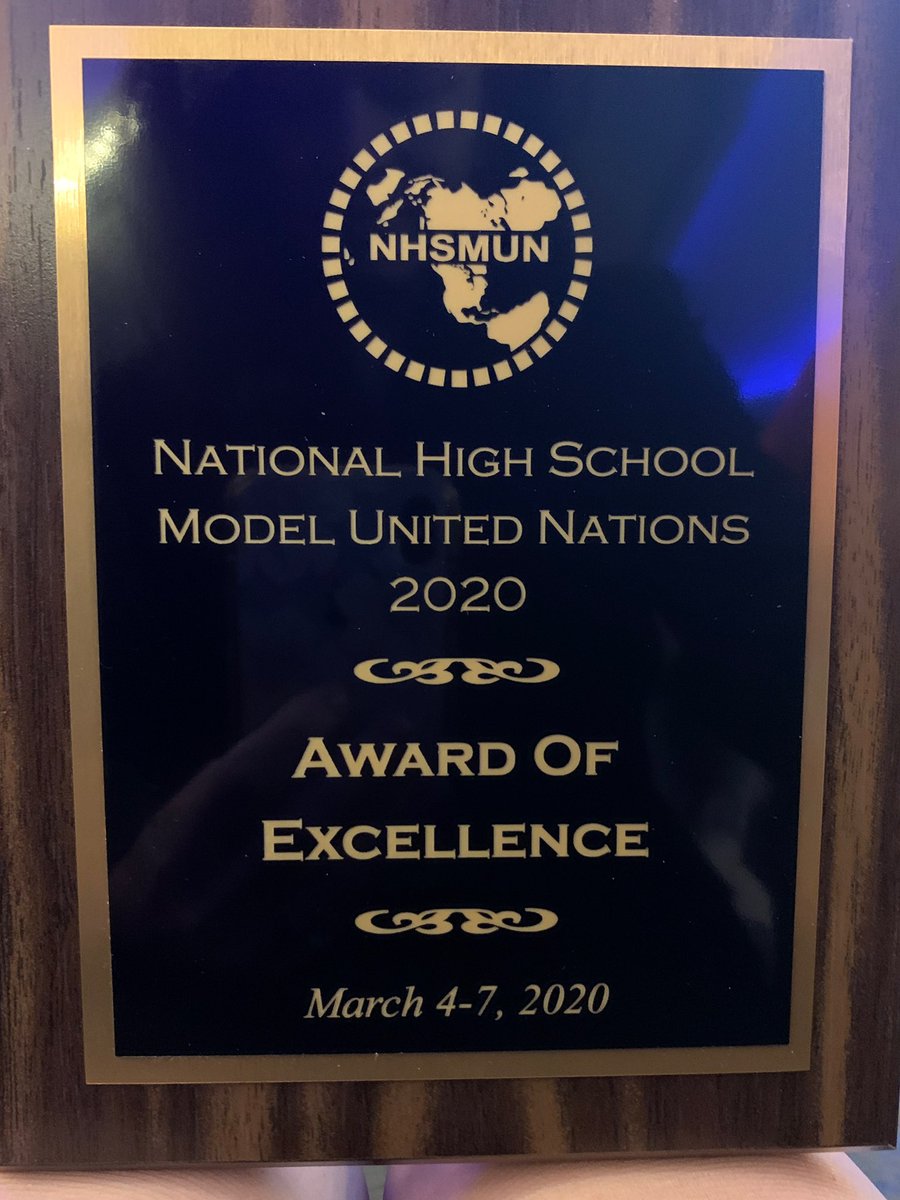 NHSMUN
NATIONAL HIGH SCHOOL
MODEL UNITED NATIONS
2020
AWARD OF
EXCELLENCE
March 4-7, 2020